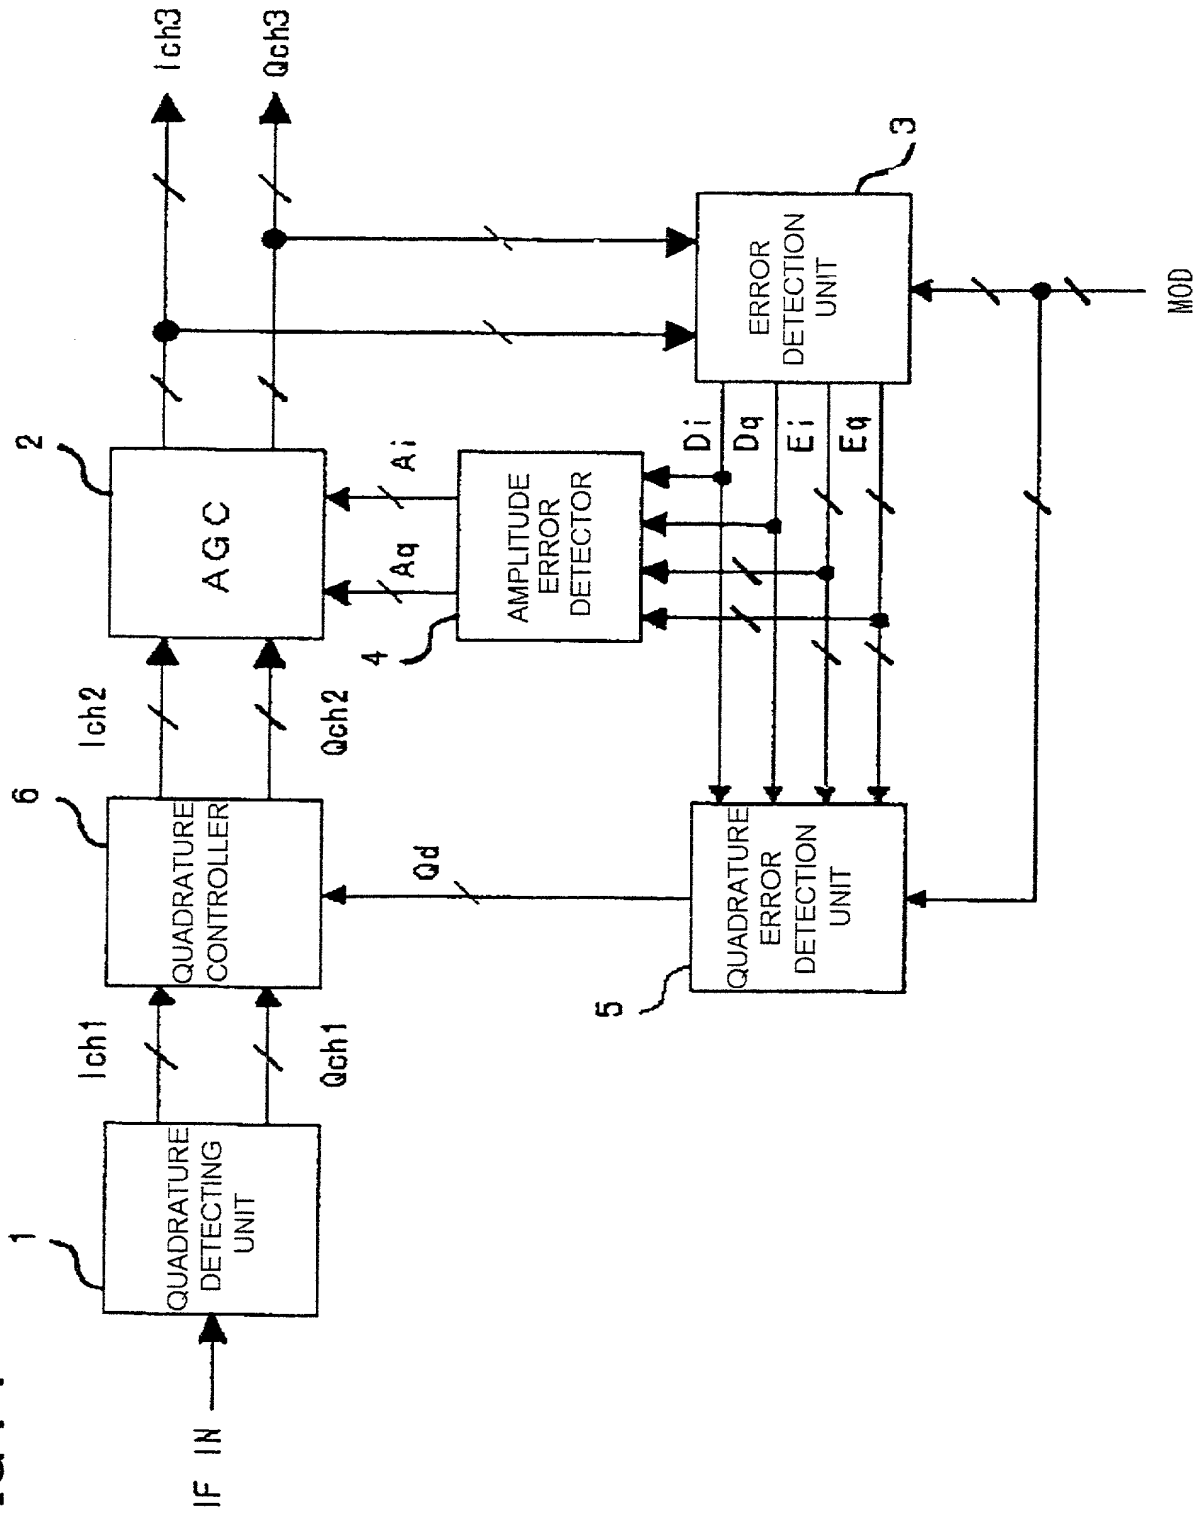 IF IN
1
QUADRATURE
DETECTING
UNIT
Ich1
Qch1
6
QUADRATURE
CONTROLLER
Ich2
Qch2
2
AGC
Ich3
Qch3
Qd
Aq
Ai
4
AMPLITUDE
ERROR
DETECTOR
5
QUADRATURE
ERROR
DETECTION
UNIT
Di
Dq
Ei
Eq
3
ERROR
DETECTION
UNIT
MOD